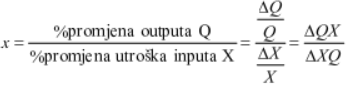 x = %promjena outputa Q / %promjena utroška inputa X = (ΔQ / Q) / (ΔX / X) = ΔQX / ΔXQ